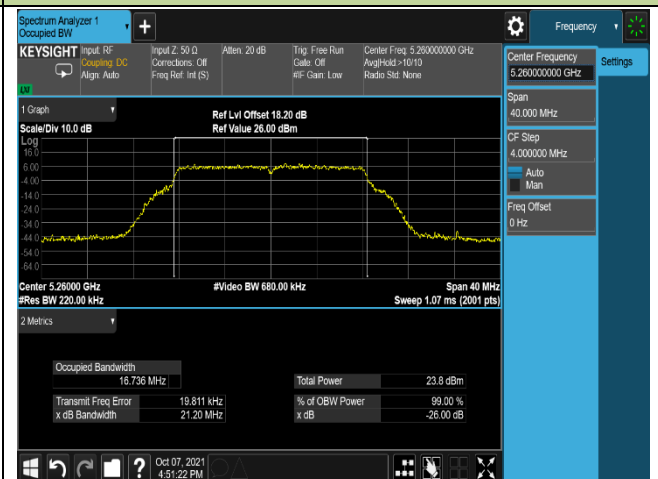 Spectrum Analyzer 1
Occupied BW
+
Frequency
KEYSIGHT
Input: RF
Coupling: DC
Align: Auto
Input Z: 50 Ω
Corrections: Off
Freq Ref: Int (S)
Atten: 20 dB
Trig: Free Run
Gate: Off
#IF Gain: Low
Center Freq: 5.260000000 GHz
Avg|Hold:>10/10
Radio Std: None
LXI
Center Frequency
5.260000000 GHz
Settings
Span
40.000 MHz
CF Step
4.000000 MHz
Auto
Man
Freq Offset
0 Hz
1 Graph
Scale/Div 10.0 dB
Ref Lvl Offset 18.20 dB
Ref Value 26.00 dBm
Log
16.0
6.00
-4.00
-14.0
-24.0
-34.0
-44.0
-54.0
-64.0
Center 5.26000 GHz
#Res BW 220.00 kHz
#Video BW 680.00 kHz
Span 40 MHz
Sweep 1.07 ms (2001 pts)
2 Metrics
Occupied Bandwidth
16.736 MHz
Total Power 23.8 dBm
Transmit Freq Error 19.811 kHz
% of OBW Power 99.00 %
x dB Bandwidth 21.20 MHz
x dB -26.00 dB
?
Oct 07, 2021
4:51:22 PM